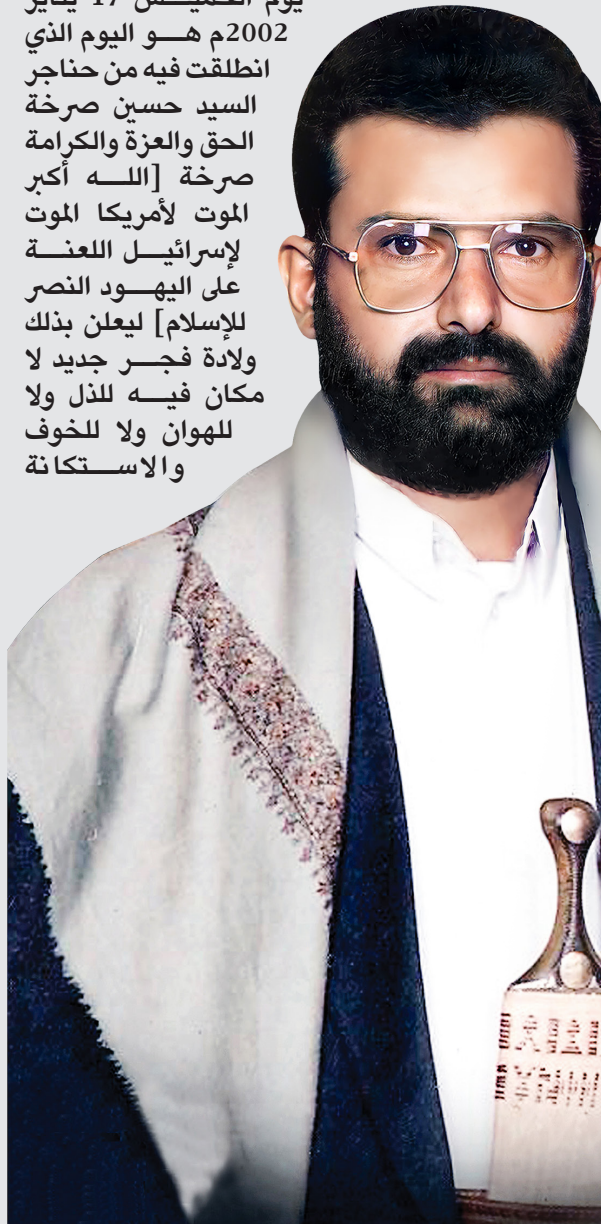 يوم الخميس 17 يناير
2002م هو اليوم الذي
انطلقت فيه من حناجر
السيد حسين صرخة
الحق والعزة والكرامة
صرخة [الله أكبر
الموت لأمريكا الموت
لإسرائيل اللعنة
على اليهود النصر
للإسلام] ليعلن بذلك
ولادة فجر جديد لا
مكان فيه للذل ولا
للهوان ولا للخوف
والاستكانة